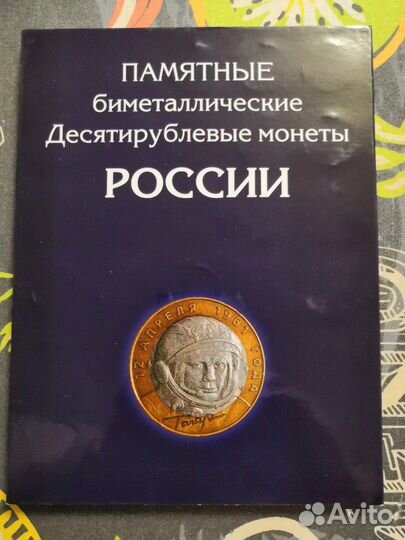 ПАМЯТНЫЕ
биметаллические
Десятирублевые монеты
РОССИИ
12 АПРЕЛЯ 1961 ГОДА
Гагарин
Avito